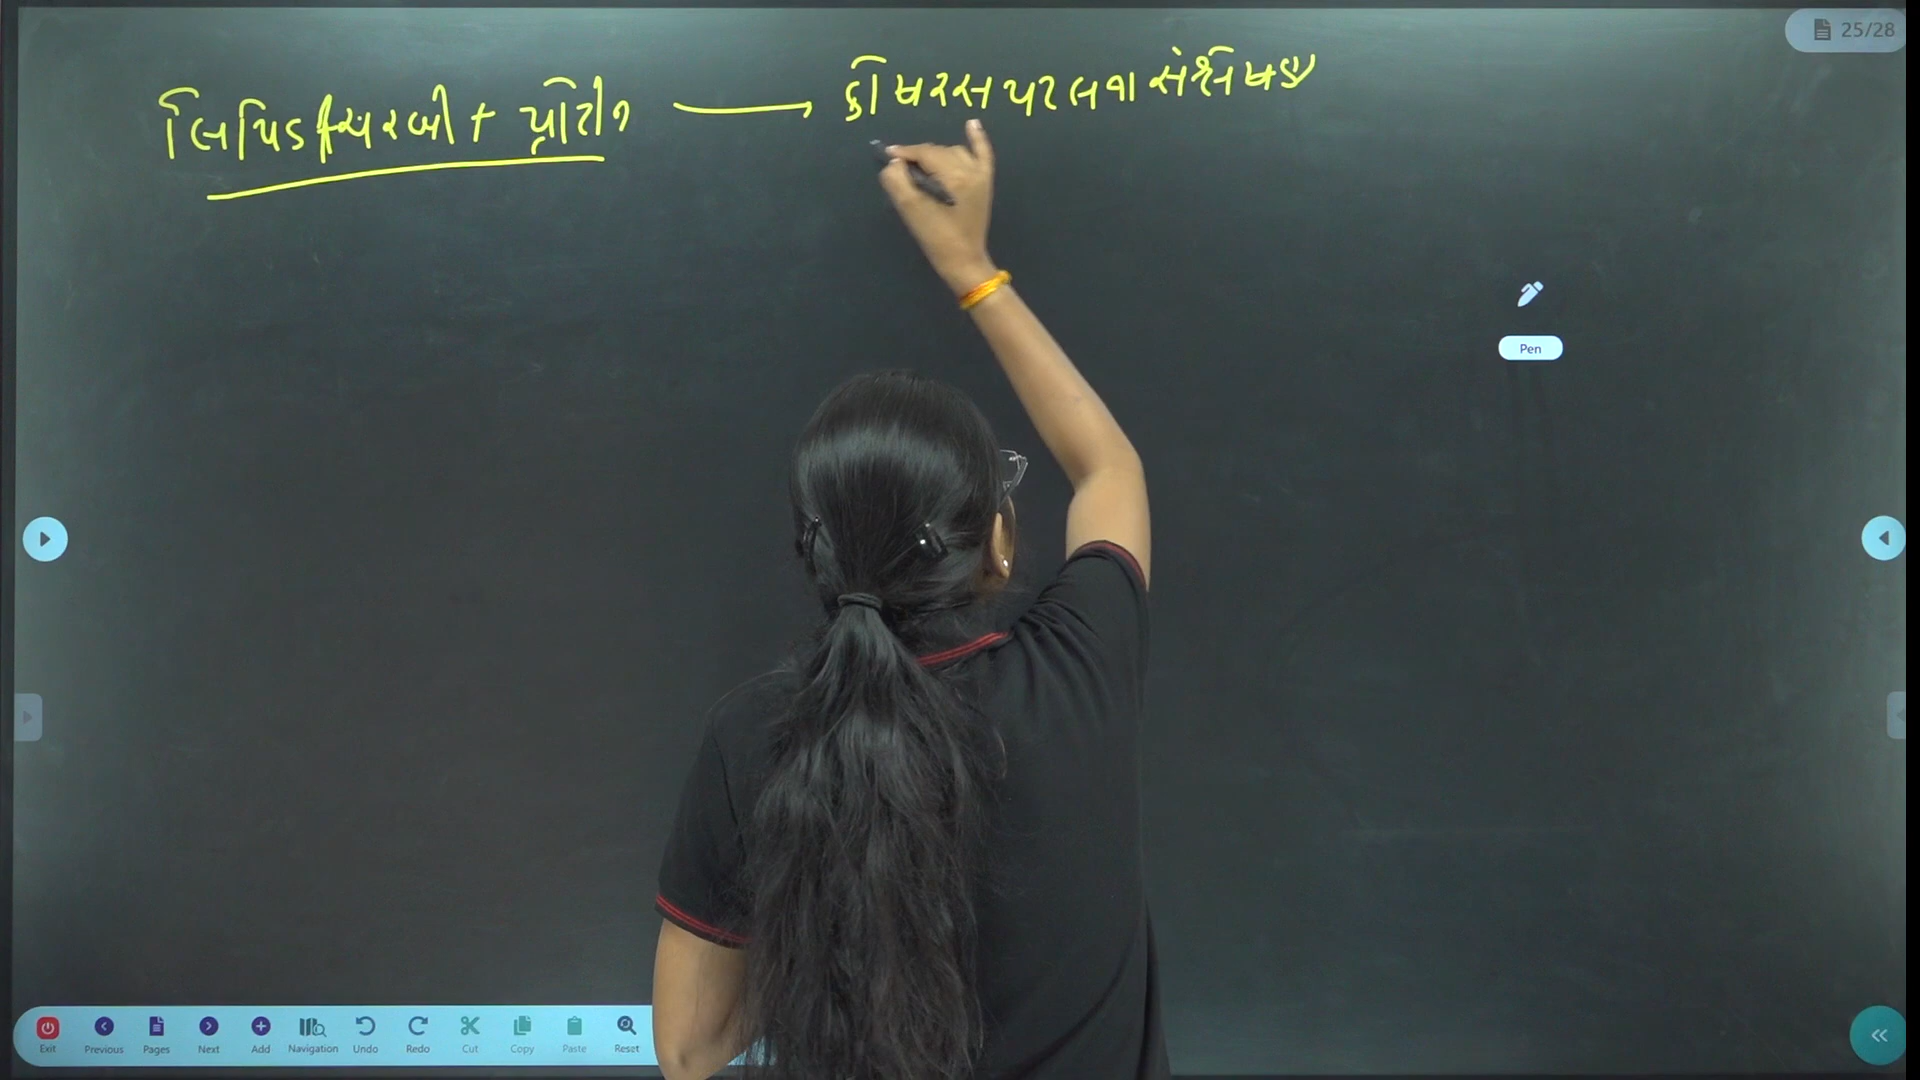 લિપિડ/ચરબી + પ્રોટીન → કોષરસપટલના સંશ્લેષણ
25/28
Pen
Exit Previous Pages Next Add Navigation Undo Redo Cut Copy Paste Reset